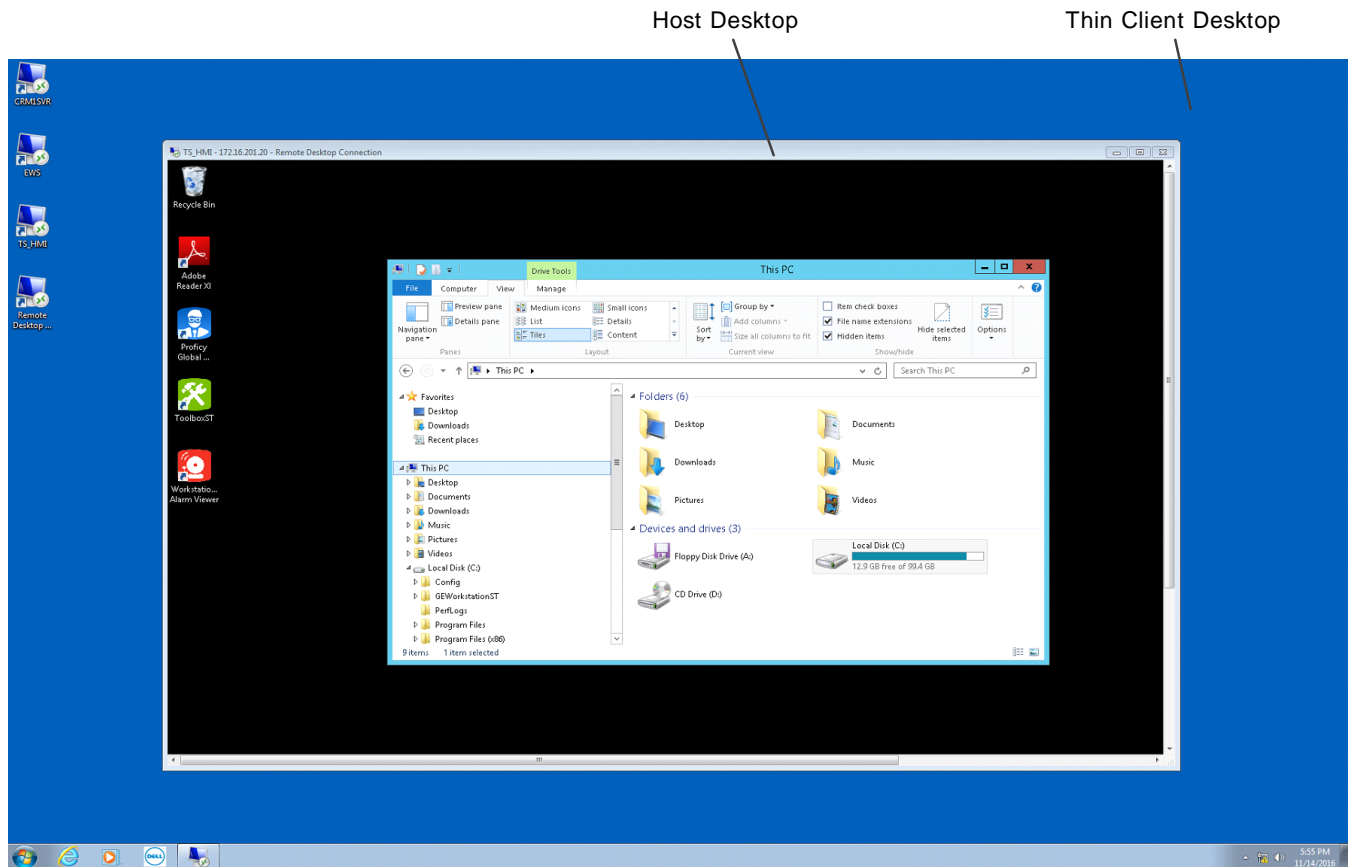 Host Desktop
Thin Client Desktop
CRM1SVR
EWS
TS_HMI
Remote
Desktop ...
TS_HMI - 172.16.201.20 - Remote Desktop Connection
Recycle Bin
Adobe
Reader XI
Proficy
Global ...
ToolboxST
Workstatio...
Alarm Viewer
Drive Tools
This PC
File
Computer
View
Manage
Navigation
pane
Preview pane
Details pane
Panes
Medium icons
Small icons
List
Details
Tiles
Content
Layout
Sort
by
Group by
Add columns
Size all columns to fit
Current view
Item check boxes
File name extensions
Hidden items
Hide selected
items
Show/hide
Options
This PC
Search This PC
Favorites
Desktop
Downloads
Recent places
This PC
Desktop
Documents
Downloads
Music
Pictures
Videos
Local Disk (C:)
Config
GEWorkstationST
PerfLogs
Program Files
Program Files (x86)
Folders (6)
Desktop
Documents
Downloads
Music
Pictures
Videos
Devices and drives (3)
Floppy Disk Drive (A:)
Local Disk (C:)
12.9 GB free of 99.4 GB
CD Drive (D:)
9 items 1 item selected
DELL
5:55 PM
11/14/2016